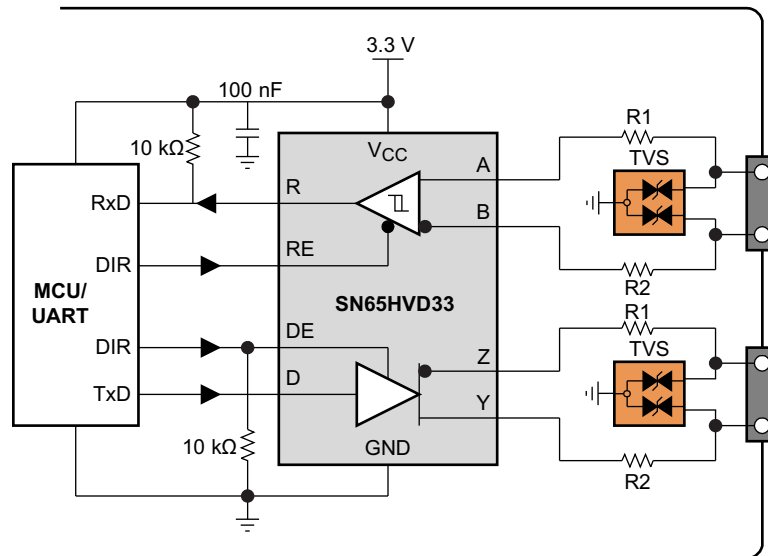 3.3 V
100 nF
10 kΩ
VCC
R1
TVS
A
R
RxD
B
DIR
RE
R2
MCU/
UART
SN65HVD33
R1
TVS
DIR
DE
Z
TxD
D
Y
10 kΩ
GND
R2